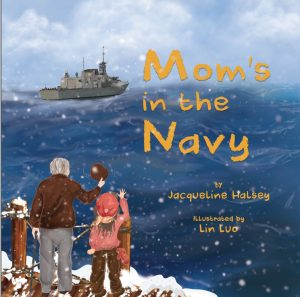 Mom's
in the
Navy
by
Jacqueline Halsey
illustrated by
Lin Luo